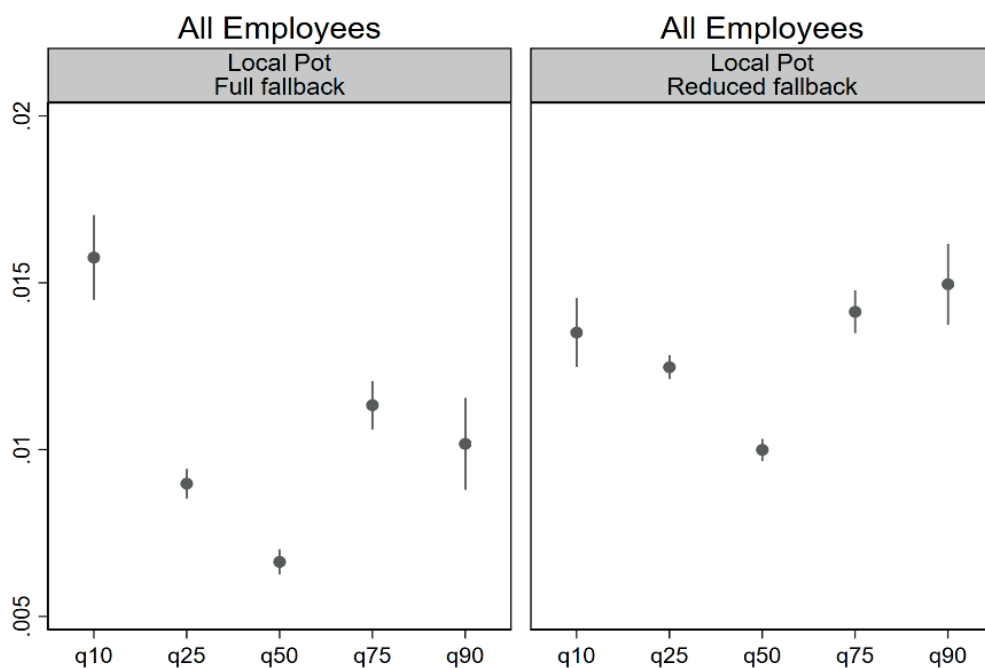 All Employees
Local Pot
Full fallback
All Employees
Local Pot
Reduced fallback
.02
.015
.01
.005
q10 q25 q50 q75 q90
q10 q25 q50 q75 q90